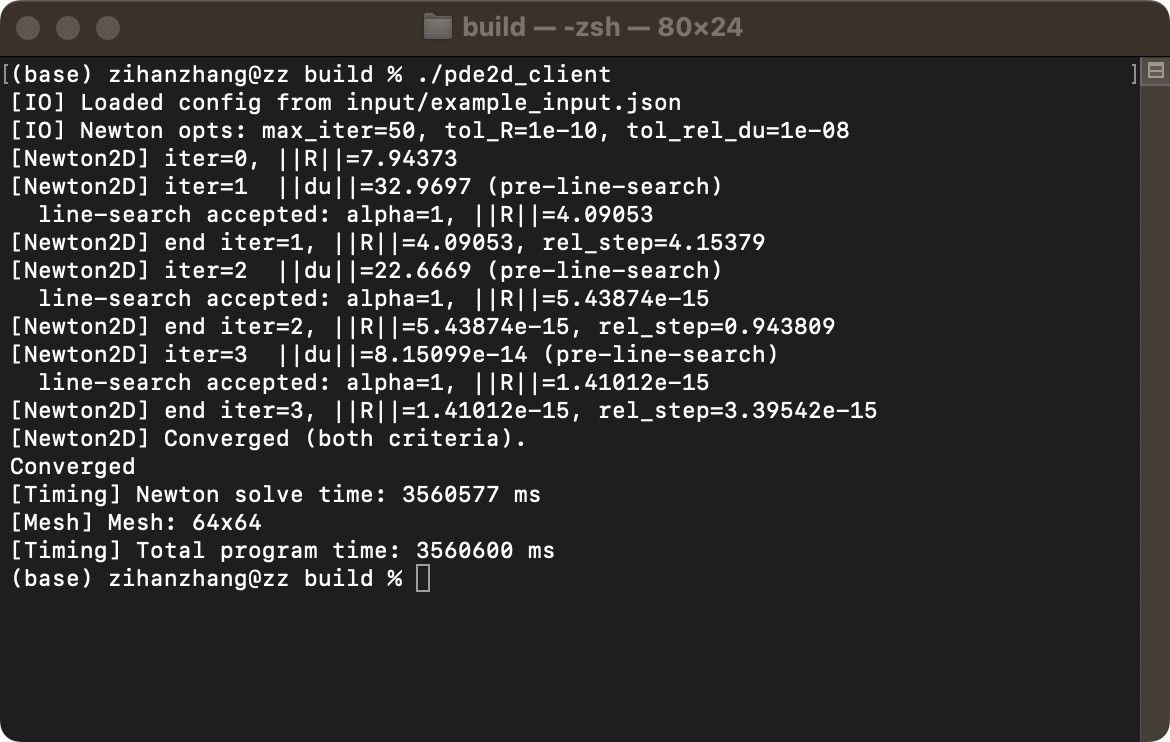 build — -zsh — 80×24
[(base) zihanzhang@zz build % ./pde2d_client ]
[IO] Loaded config from input/example_input.json
[IO] Newton opts: max_iter=50, tol_R=1e-10, tol_rel_du=1e-08
[Newton2D] iter=0, ||R||=7.94373
[Newton2D] iter=1  ||du||=32.9697 (pre-line-search)
  line-search accepted: alpha=1, ||R||=4.09053
[Newton2D] end iter=1, ||R||=4.09053, rel_step=4.15379
[Newton2D] iter=2  ||du||=22.6669 (pre-line-search)
  line-search accepted: alpha=1, ||R||=5.43874e-15
[Newton2D] end iter=2, ||R||=5.43874e-15, rel_step=0.943809
[Newton2D] iter=3  ||du||=8.15099e-14 (pre-line-search)
  line-search accepted: alpha=1, ||R||=1.41012e-15
[Newton2D] end iter=3, ||R||=1.41012e-15, rel_step=3.39542e-15
[Newton2D] Converged (both criteria).
Converged
[Timing] Newton solve time: 3560577 ms
[Mesh] Mesh: 64x64
[Timing] Total program time: 3560600 ms
(base) zihanzhang@zz build %